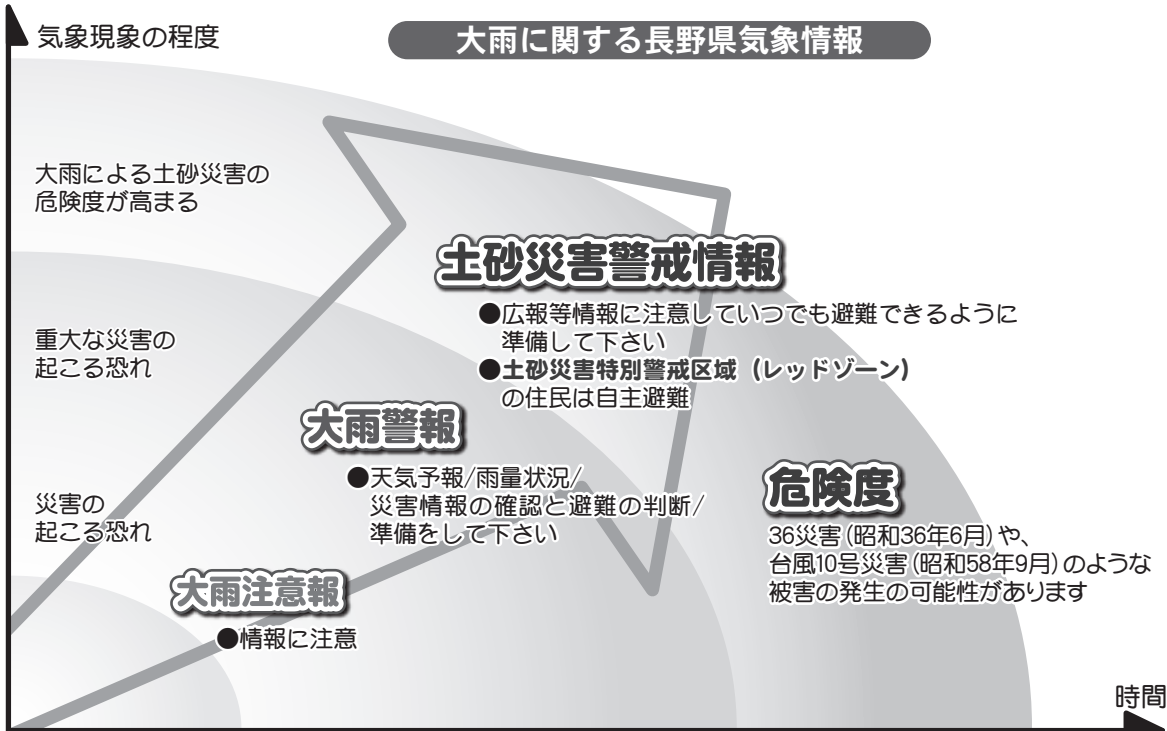 気象現象の程度
大雨に関する長野県気象情報
大雨による土砂災害の
危険度が高まる
土砂災害警戒情報
●広報等情報に注意していつでも避難できるように
準備して下さい
●土砂災害特別警戒区域（レッドゾーン）
の住民は自主避難
重大な災害の
起こる恐れ
大雨警報
●天気予報/雨量状況/
災害情報の確認と避難の判断/
準備をして下さい
危険度
36災害（昭和36年6月）や、
台風10号災害（昭和58年9月）のような
被害の発生の可能性があります
災害の
起こる恐れ
大雨注意報
●情報に注意
時間